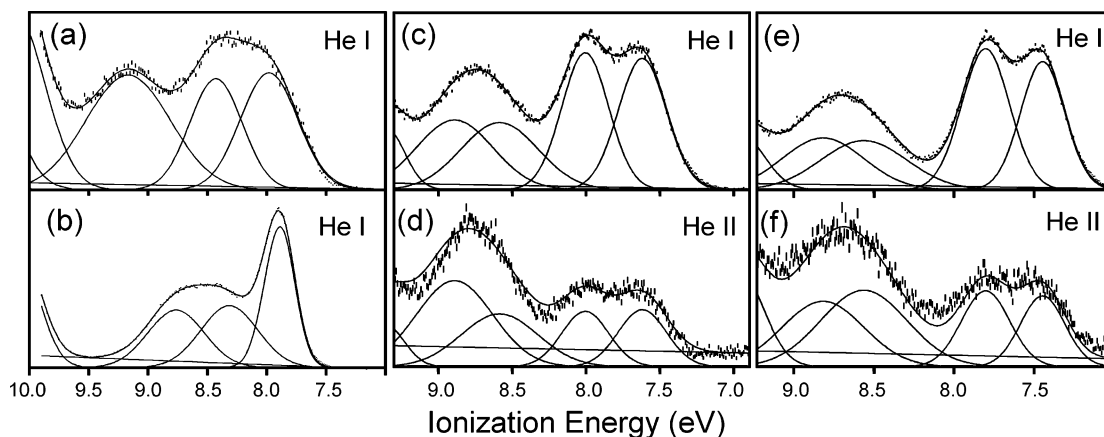 (a) He I (c) He I (e) He I
(b) He I (d) He II (f) He II
10.0 9.5 9.0 8.5 8.0 7.5 9.0 8.5 8.0 7.5 7.0 9.0 8.5 8.0 7.5
Ionization Energy (eV)